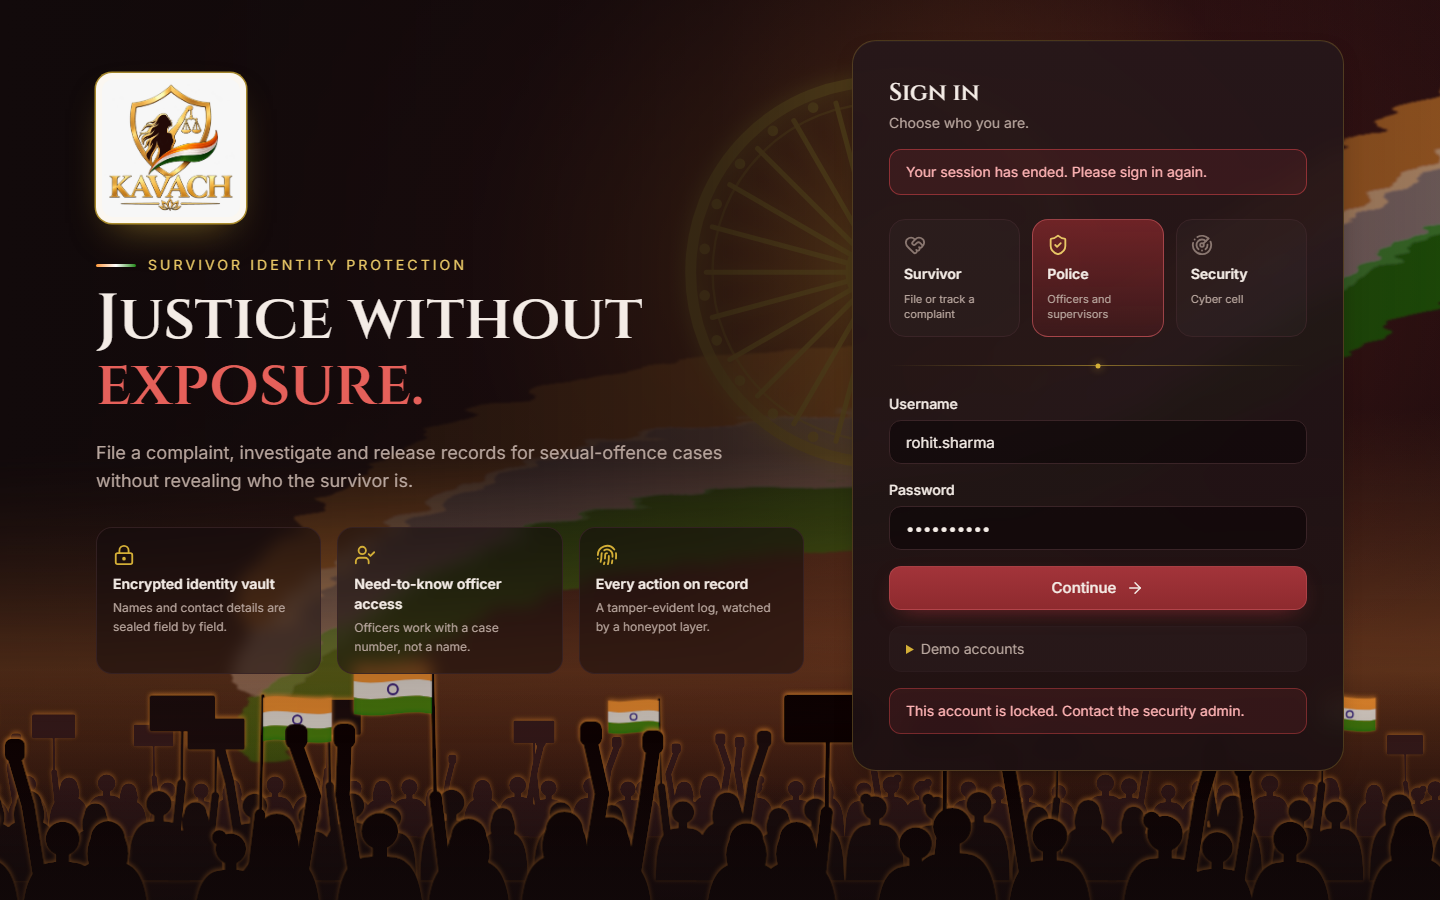 KAVACH
SURVIVOR IDENTITY PROTECTION
JUSTICE WITHOUT
EXPOSURE.
File a complaint, investigate and release records for sexual-offence cases
without revealing who the survivor is.
Encrypted identity vault
Names and contact details are
sealed field by field.
Need-to-know officer
access
Officers work with a case
number, not a name.
Every action on record
A tamper-evident log, watched
by a honeypot layer.
SIGN IN
Choose who you are.
Your session has ended. Please sign in again.
Survivor
File or track a
complaint
Police
Officers and
supervisors
Security
Cyber cell
Username
rohit.sharma
Password
••••••••••
Continue →
Demo accounts
This account is locked. Contact the security admin.